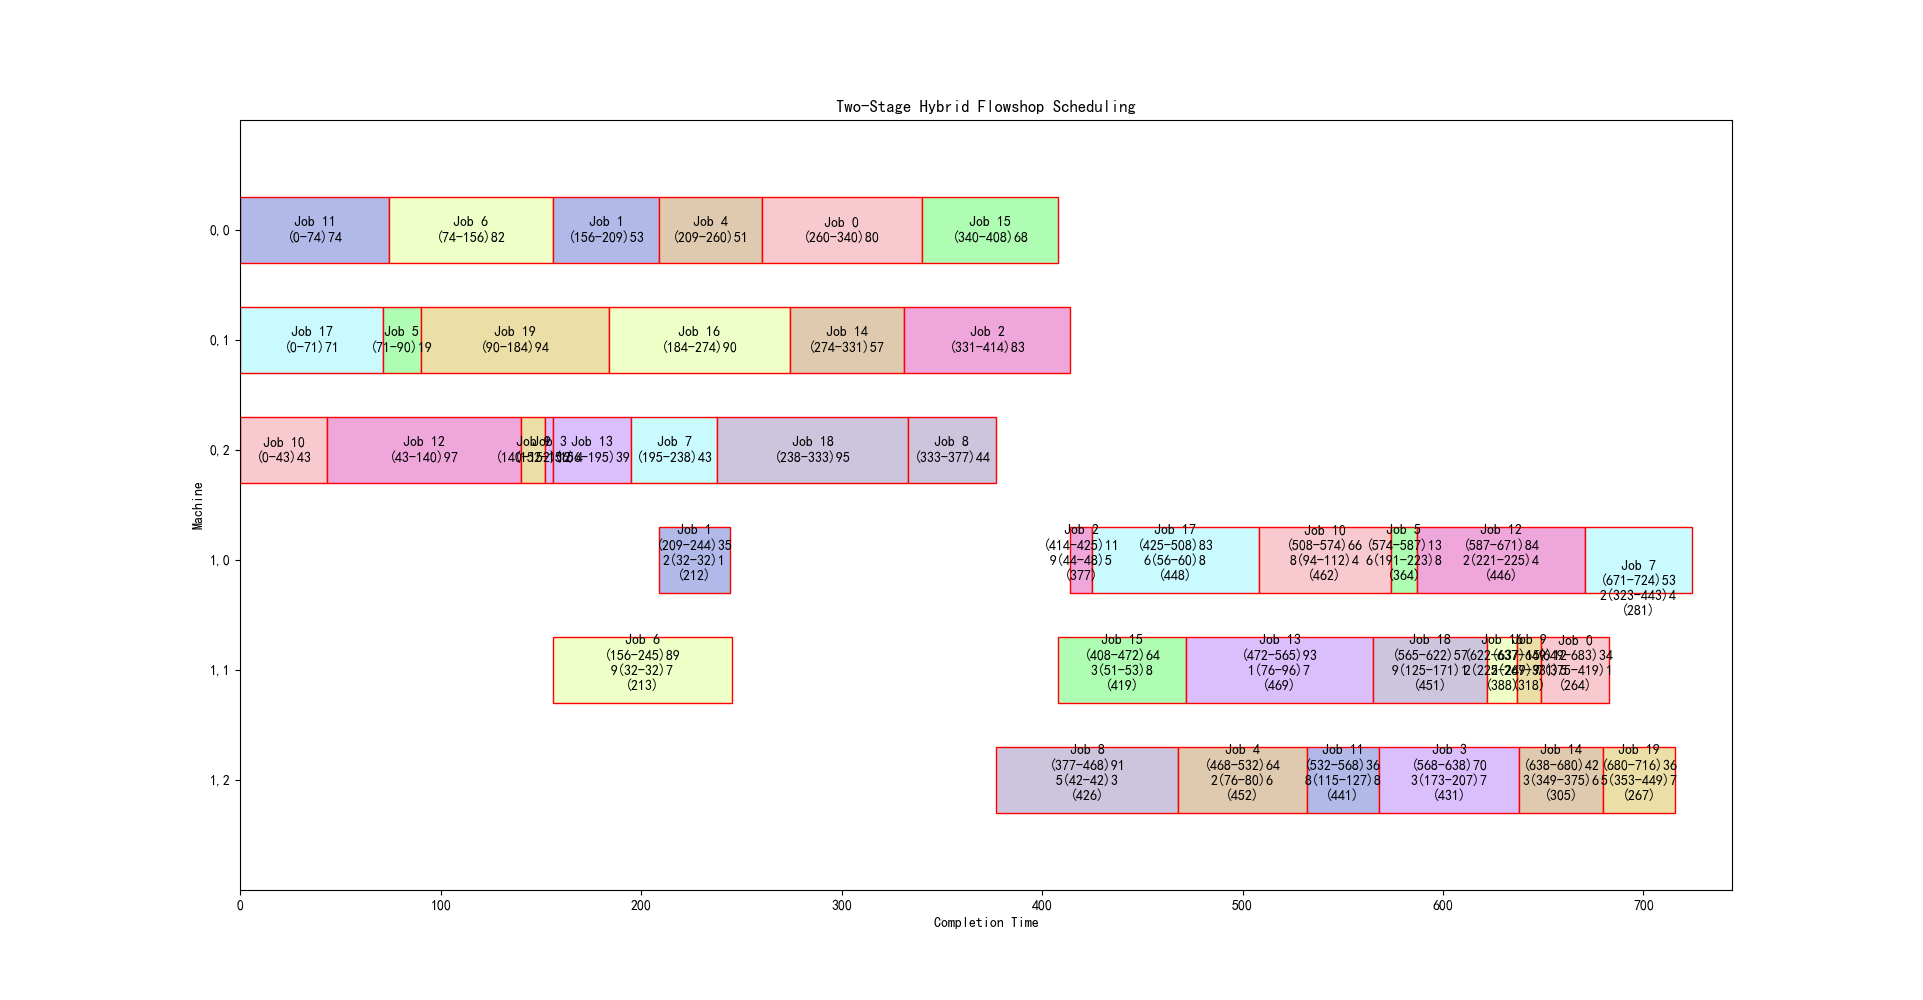 Two-Stage Hybrid Flowshop Scheduling
Machine
0,0
Job 11
(0-74)74
Job 6
(74-156)82
Job 1
(156-209)53
Job 4
(209-260)51
Job 0
(260-340)80
Job 15
(340-408)68
0,1
Job 17
(0-71)71
Job 5
(71-90)19
Job 19
(90-184)94
Job 16
(184-274)90
Job 14
(274-331)57
Job 2
(331-414)83
0,2
Job 10
(0-43)43
Job 12
(43-140)97
Job 3
Job 13
Job 7
(195-238)43
Job 18
(238-333)95
Job 8
(333-377)44
1,0
Job 1
(209-244)35
2(32-32)1
(212)
Job 2
(414-425)11
9(44-48)5
(377)
Job 17
(425-508)83
6(56-60)8
(448)
Job 10
(508-574)66
8(94-112)4
(462)
Job 5
(574-587)13
6(191-223)8
(364)
Job 12
(587-671)84
2(221-225)4
(446)
Job 7
(671-724)53
2(323-443)4
(281)
1,1
Job 6
(156-245)89
9(32-32)7
(213)
Job 15
(408-472)64
3(51-53)8
(419)
Job 13
(472-565)93
1(76-96)7
(469)
Job 18
(565-622)57
9(125-171)1
(451)
(388)
Job 9
(318)
Job 0
(264)
1,2
Job 8
(377-468)91
5(42-42)3
(426)
Job 4
(468-532)64
2(76-80)6
(452)
Job 11
(532-568)36
8(115-127)8
(441)
Job 3
(568-638)70
3(173-207)7
(431)
Job 14
(638-680)42
3(349-375)6
(305)
Job 19
(680-716)36
5(353-449)7
(267)
0 100 200 300 400 500 600 700
Completion Time